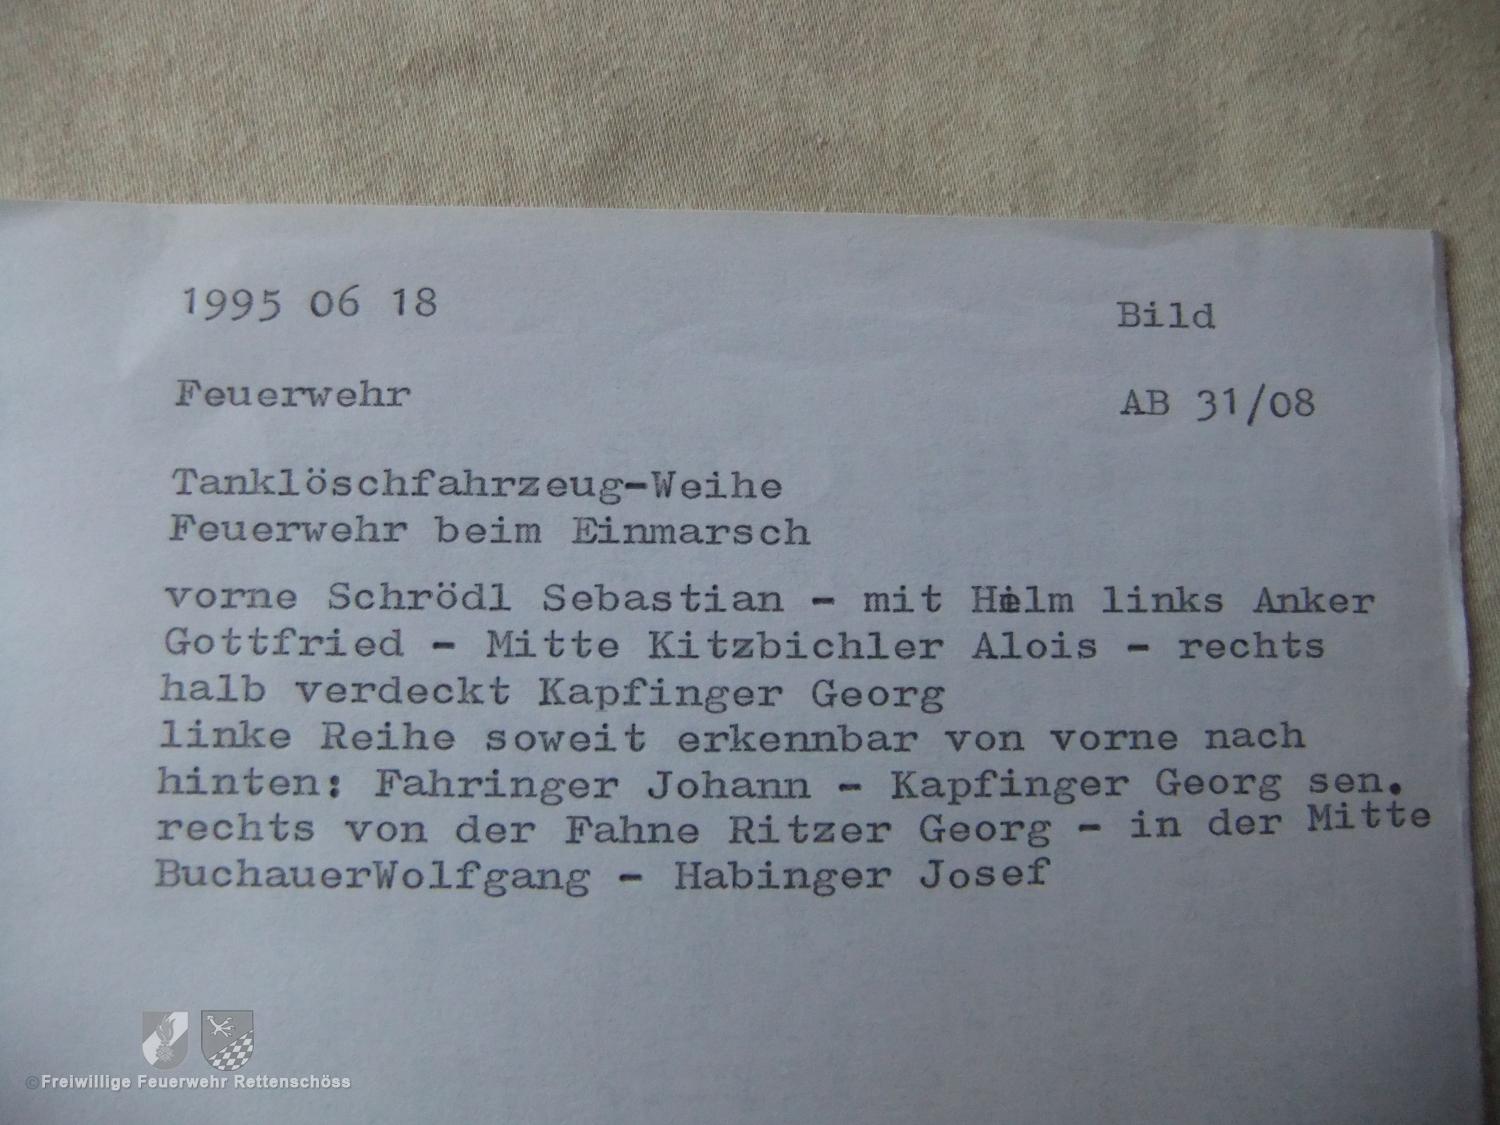 1995 06 18
Bild
Feuerwehr
AB 31/08
Tanklöschfahrzeug-Weihe
Feuerwehr beim Einmarsch
vorne Schrödl Sebastian - mit Helm links Anker
Gottfried - Mitte Kitzbichler Alois - rechts
halb verdeckt Kapfinger Georg
linke Reihe soweit erkennbar von vorne nach
hinten: Fahringer Johann - Kapfinger Georg sen.
rechts von der Fahne Ritzer Georg - in der Mitte
BuchauerWolfgang - Habinger Josef
©Freiwillige Feuerwehr Rettenschöss